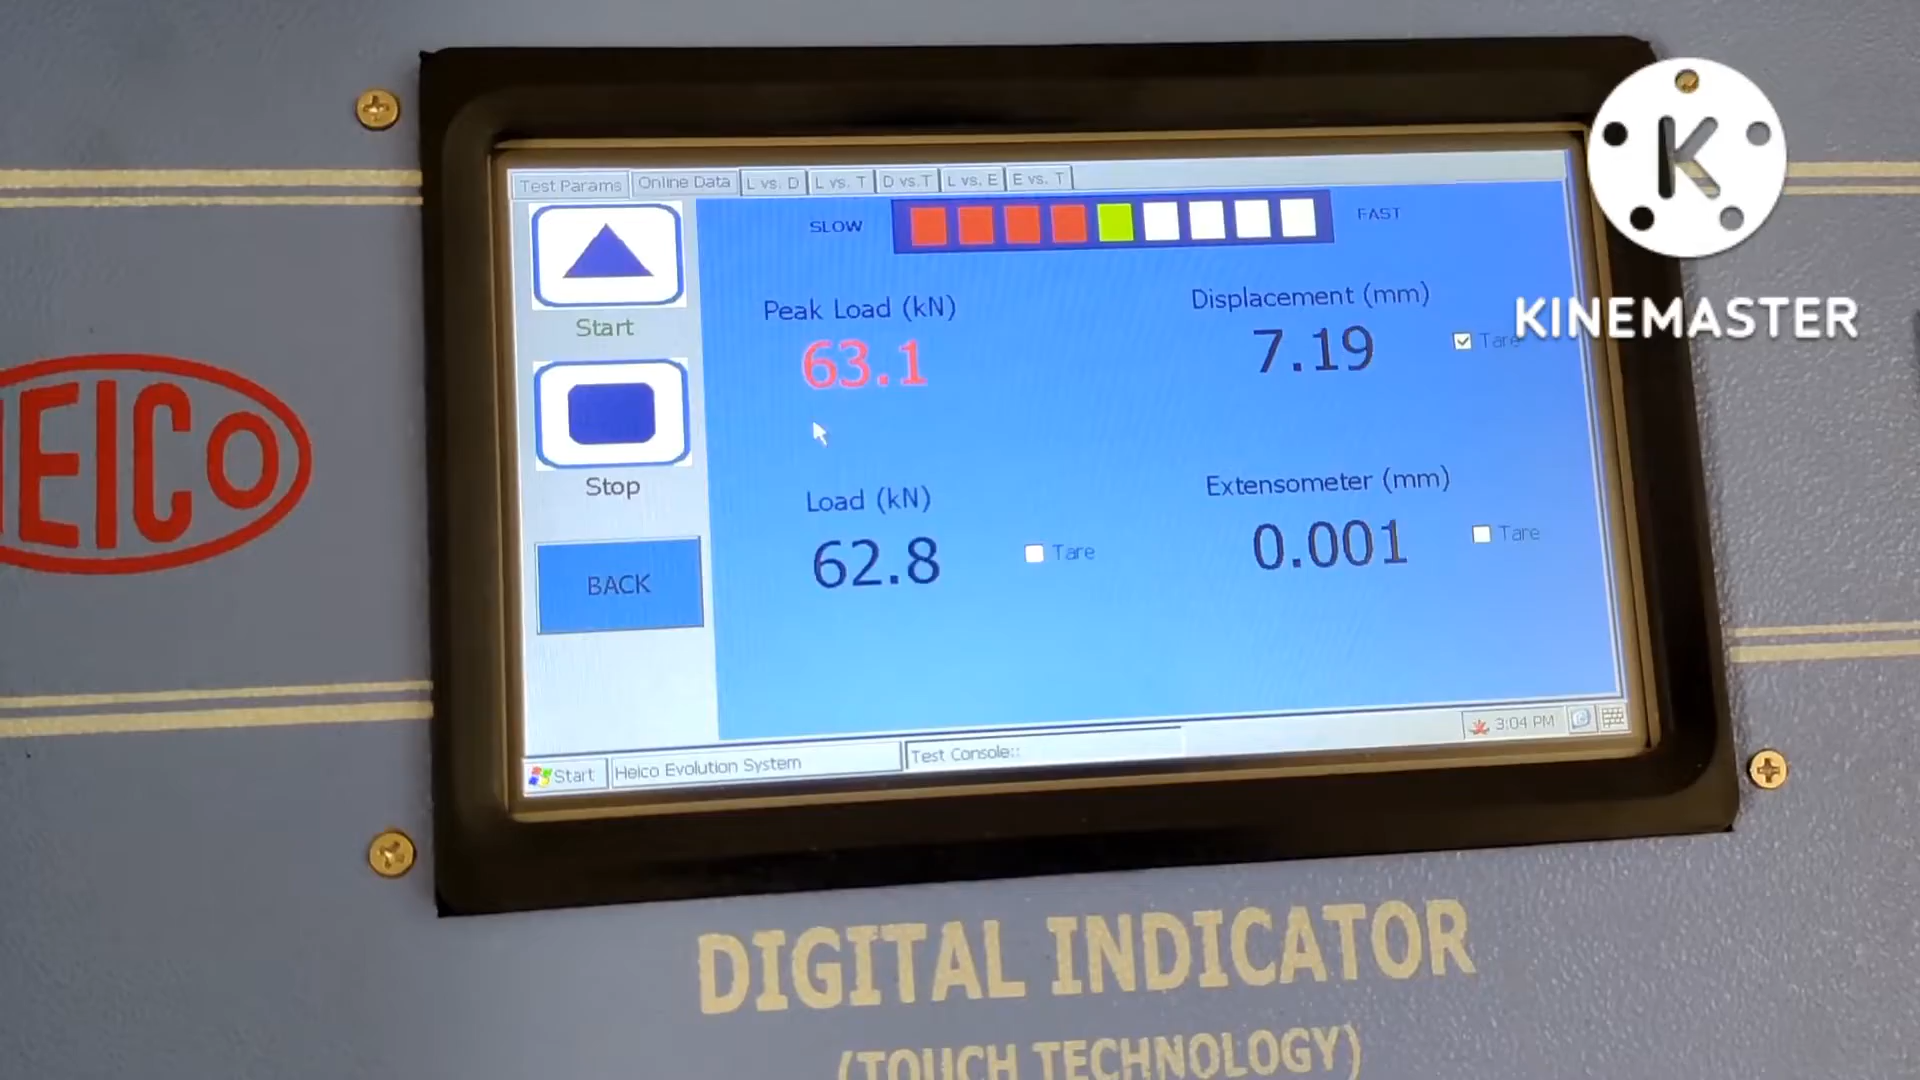 Test Params Online Data L vs. D L vs. T D vs.T L vs. E E vs. T
SLOW
FAST
Start
Peak Load (kN)
63.1
Displacement (mm)
7.19
Tare
Stop
Load (kN)
62.8
Tare
Extensometer (mm)
0.001
Tare
BACK
Start
Heico Evolution System
Test Console::
3:04 PM
HEICO
K
KINEMASTER
DIGITAL INDICATOR
(TOUCH TECHNOLOGY)